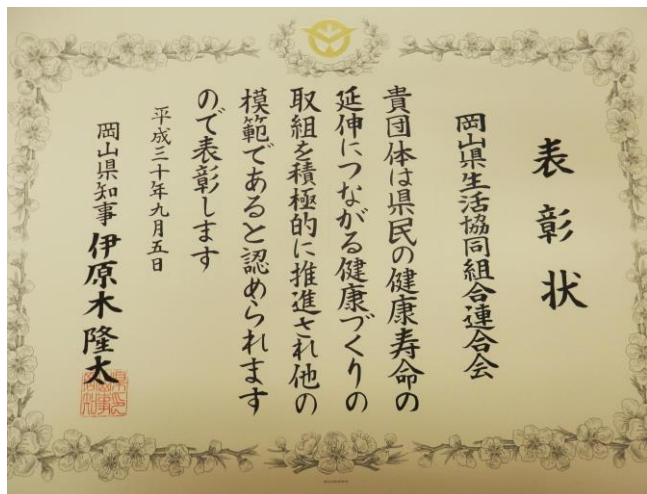 表彰状
岡山県生活協同組合連合会
貴団体は県民の健康寿命の
延伸につながる健康づくりの
取組を積極的に推進され他の
模範であると認められます
ので表彰します
平成三十年九月五日
岡山県知事 伊原木隆太